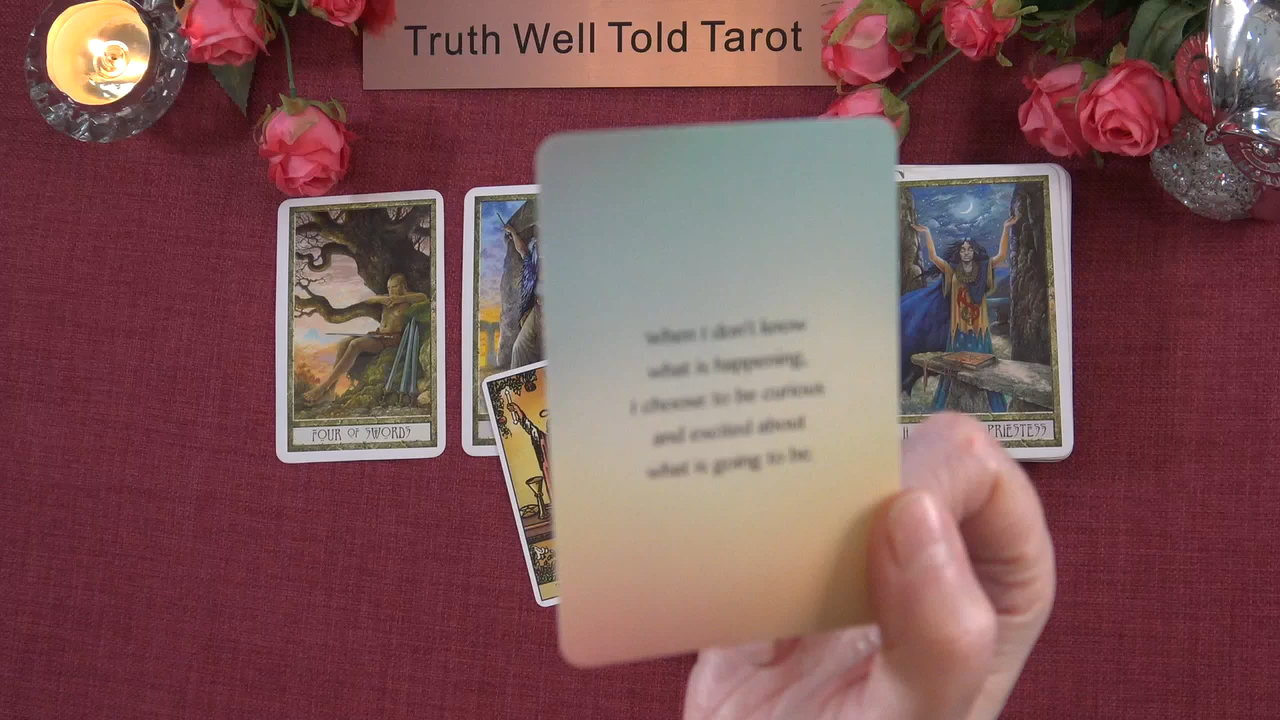 Truth Well Told Tarot
when I don't know
what is happening,
I choose to be curious
and excited about
what is going to be.
FOUR OF SWORDS
PRIESTESS